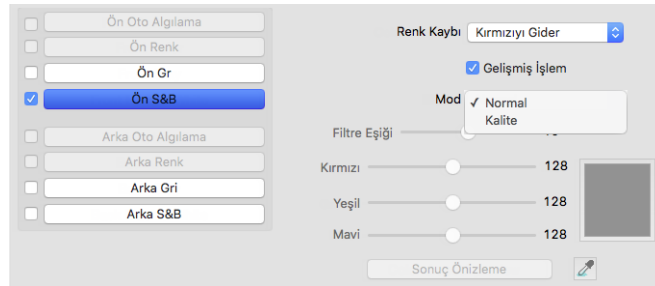 Ön Oto Algılama
Ön Renk
Ön Gr
Ön S&B
Arka Oto Algılama
Arka Renk
Arka Gri
Arka S&B
Renk Kaybı Kırmızıyı Gider
Gelişmiş İşlem
Mod ✓ Normal
Kalite
Filtre Eşiği
Kırmızı 128
Yeşil 128
Mavi 128
Sonuç Önizleme